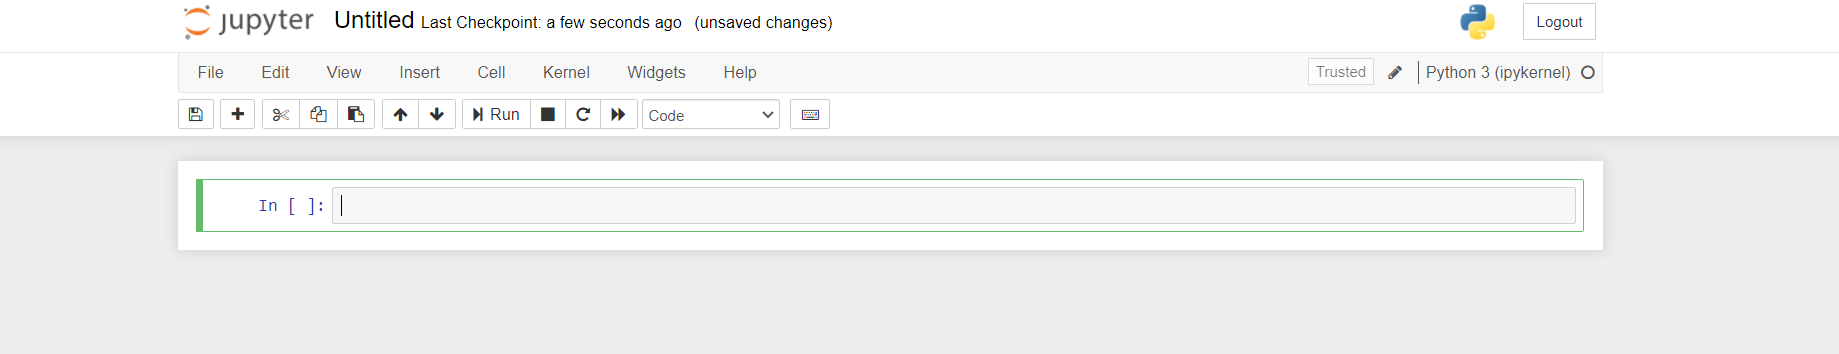 jupyter Untitled Last Checkpoint: a few seconds ago (unsaved changes) Logout
File Edit View Insert Cell Kernel Widgets Help Trusted Python 3 (ipykernel)
Run Code
In [ ]: